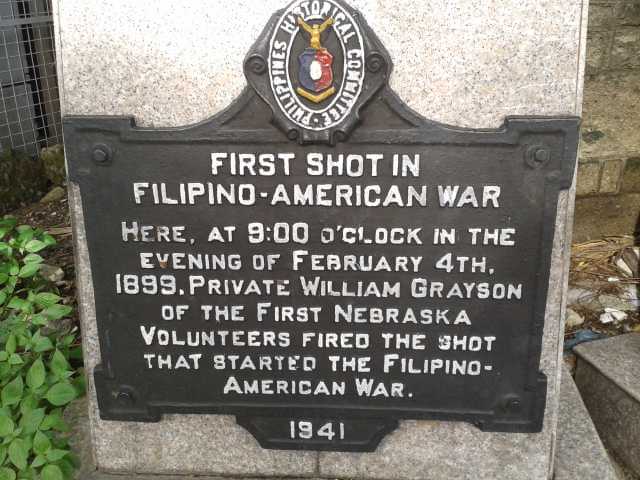 PHILIPPINES HISTORICAL COMMITTEE
FIRST SHOT IN
FILIPINO-AMERICAN WAR
HERE, AT 9:00 O'CLOCK IN THE
EVENING OF FEBRUARY 4TH,
1899, PRIVATE WILLIAM GRAYSON
OF THE FIRST NEBRASKA
VOLUNTEERS FIRED THE SHOT
THAT STARTED THE FILIPINO-
AMERICAN WAR.
1941